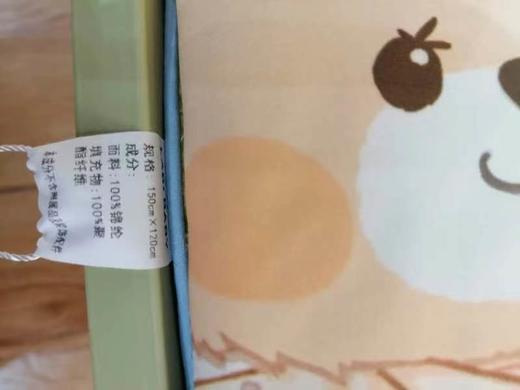 规格：150cm×120cm
成分：
面料:100%锦纶
填充物:100%聚
酯纤维